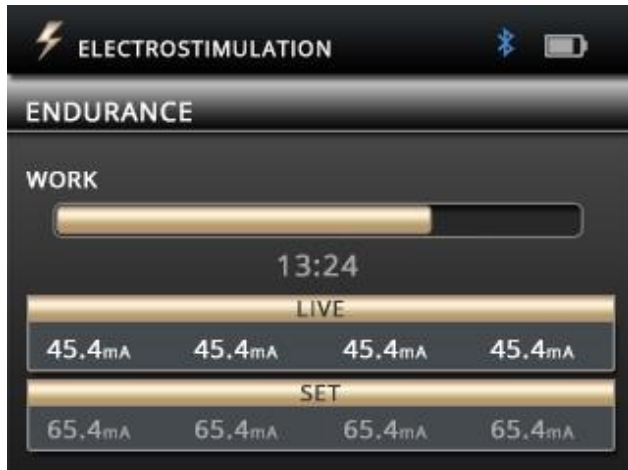 ELECTROSTIMULATION
ENDURANCE
WORK
13:24
LIVE
45.4mA 45.4mA 45.4mA 45.4mA
SET
65.4mA 65.4mA 65.4mA 65.4mA